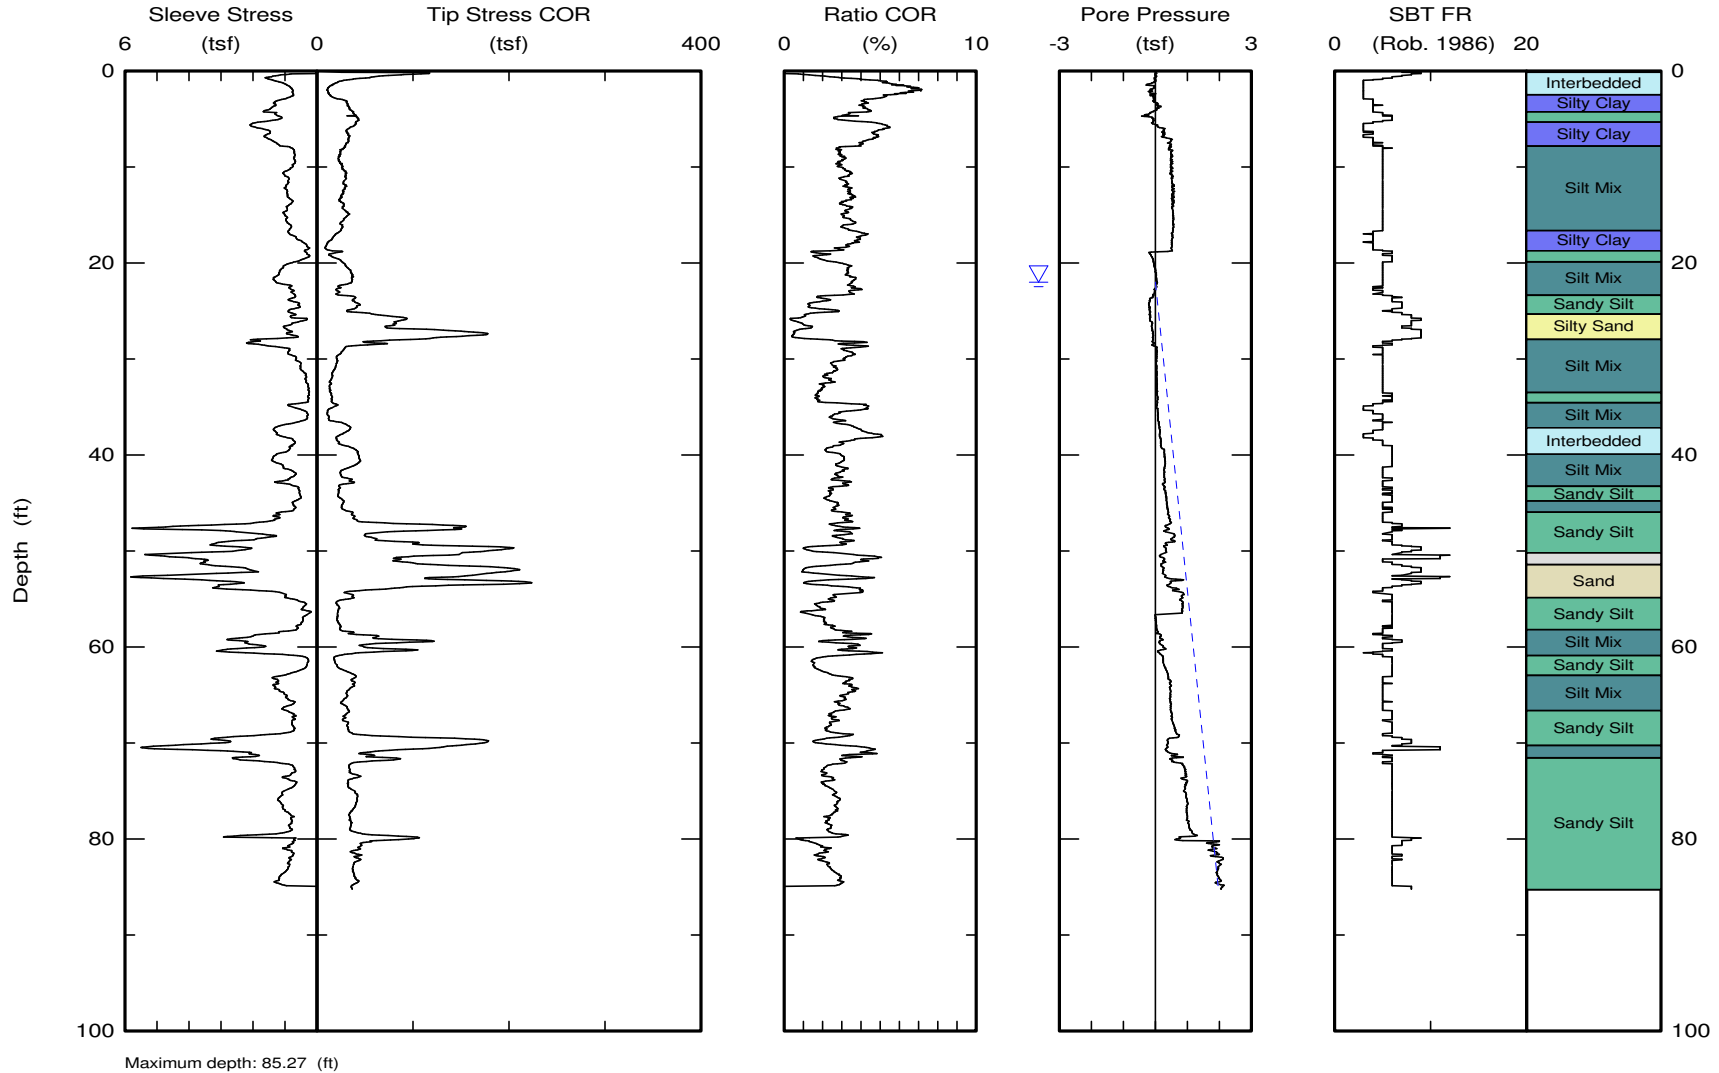 Sleeve Stress Tip Stress COR Ratio COR Pore Pressure SBT FR
6 (tsf) 0 (tsf) 400 0 (%) 10 -3 (tsf) 3 0 (Rob. 1986) 20
0 0
Interbedded
Silty Clay
Silty Clay
Silt Mix
Silty Clay
20 20
Silt Mix
Sandy Silt
Silty Sand
Silt Mix
Silt Mix
Interbedded
40 40
Silt Mix
Sandy Silt
Sandy Silt
Depth (ft)
Sand
Sandy Silt
Silt Mix
60 60
Sandy Silt
Silt Mix
Sandy Silt
Sandy Silt
80 80
100 100
Maximum depth: 85.27 (ft)